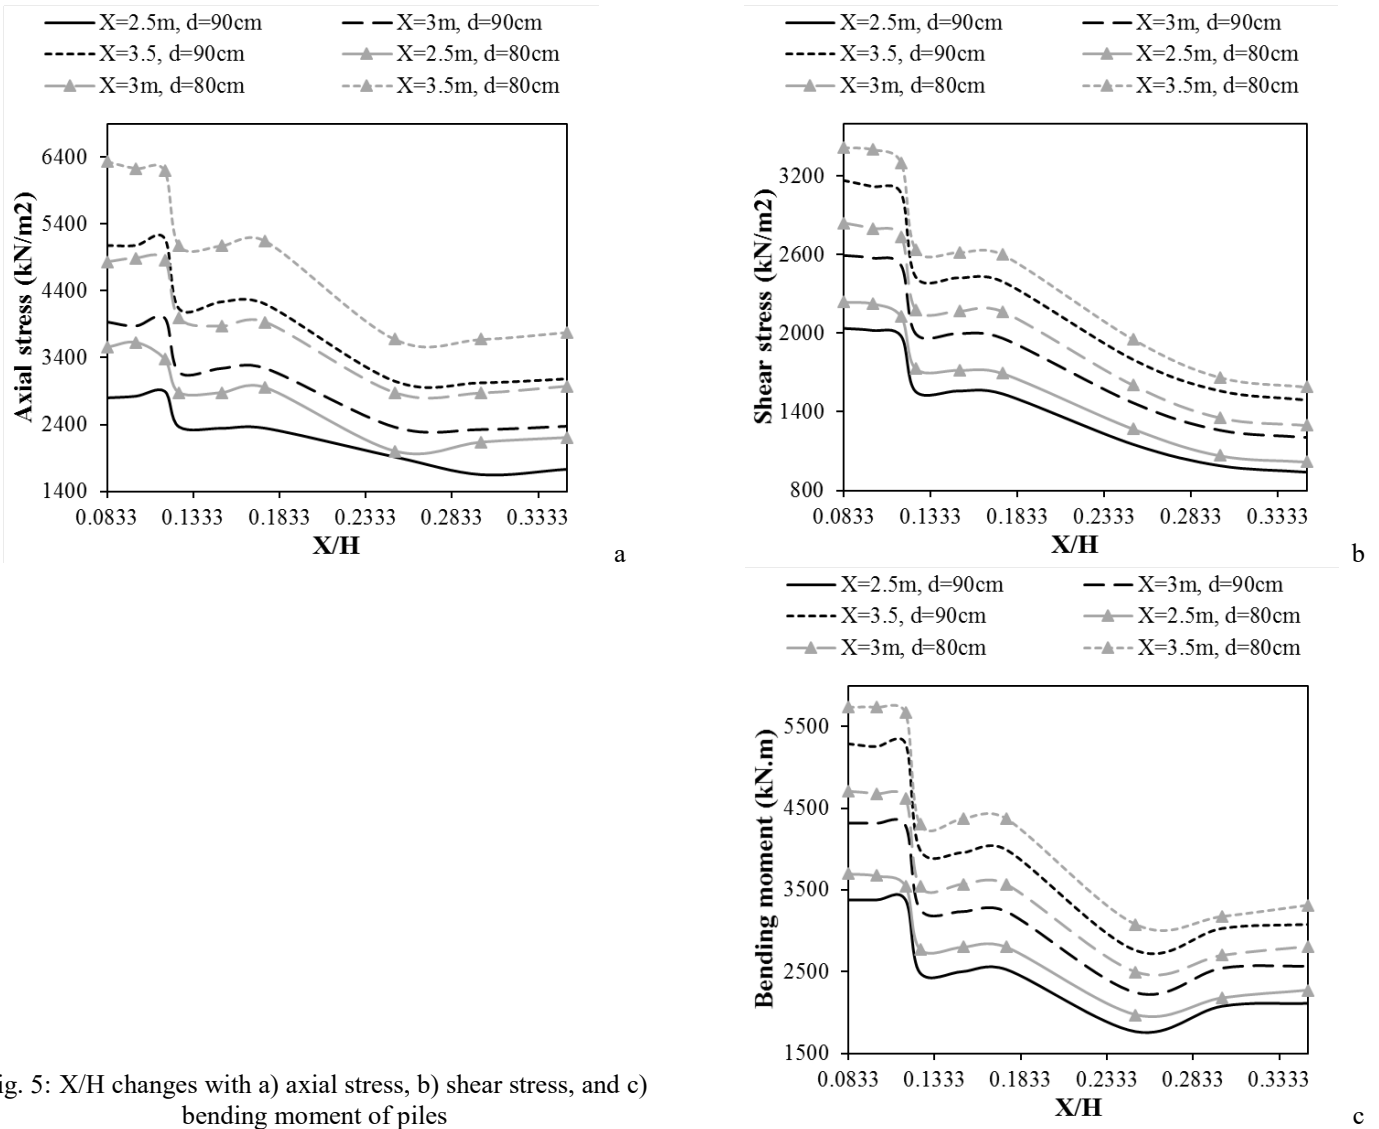 X=2.5m, d=90cm X=3m, d=90cm
X=3.5, d=90cm X=2.5m, d=80cm
X=3m, d=80cm X=3.5m, d=80cm
Axial stress (kN/m2)
6400
5400
4400
3400
2400
1400
0.0833 0.1333 0.1833 0.2333 0.2833 0.3333
X/H
a
X=2.5m, d=90cm X=3m, d=90cm
X=3.5, d=90cm X=2.5m, d=80cm
X=3m, d=80cm X=3.5m, d=80cm
Shear stress (kN/m2)
3200
2600
2000
1400
800
0.0833 0.1333 0.1833 0.2333 0.2833 0.3333
X/H
b
X=2.5m, d=90cm X=3m, d=90cm
X=3.5, d=90cm X=2.5m, d=80cm
X=3m, d=80cm X=3.5m, d=80cm
Bending moment (kN.m)
5500
4500
3500
2500
1500
0.0833 0.1333 0.1833 0.2333 0.2833 0.3333
X/H
c
ig. 5: X/H changes with a) axial stress, b) shear stress, and c)
bending moment of piles